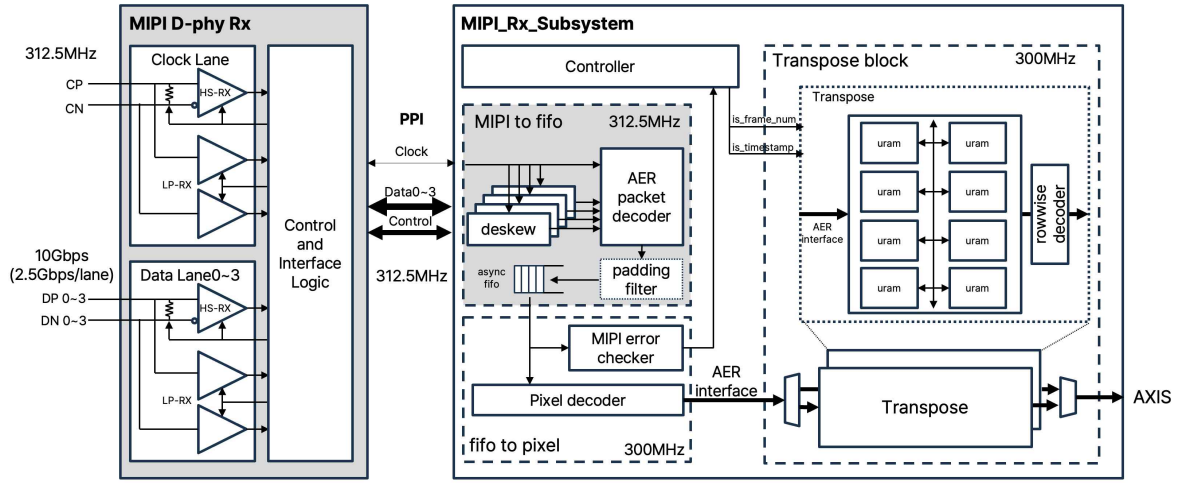 MIPI D-phy Rx
312.5MHz
Clock Lane
CP
CN
HS-RX
LP-RX
10Gbps
(2.5Gbps/lane)
Data Lane0~3
DP 0~3
DN 0~3
HS-RX
LP-RX
Control
and
Interface
Logic
PPI
Clock
Data0~3
Control
312.5MHz
MIPI_Rx_Subsystem
Controller
MIPI to fifo
312.5MHz
deskew
AER
packet
decoder
async
fifo
padding
filter
MIPI error
checker
Pixel decoder
fifo to pixel
300MHz
AER
interface
is_frame_num
is_timestamp
Transpose block
300MHz
Transpose
AER
interface
uram
uram
uram
uram
uram
uram
uram
uram
rowwise
decoder
Transpose
AXIS